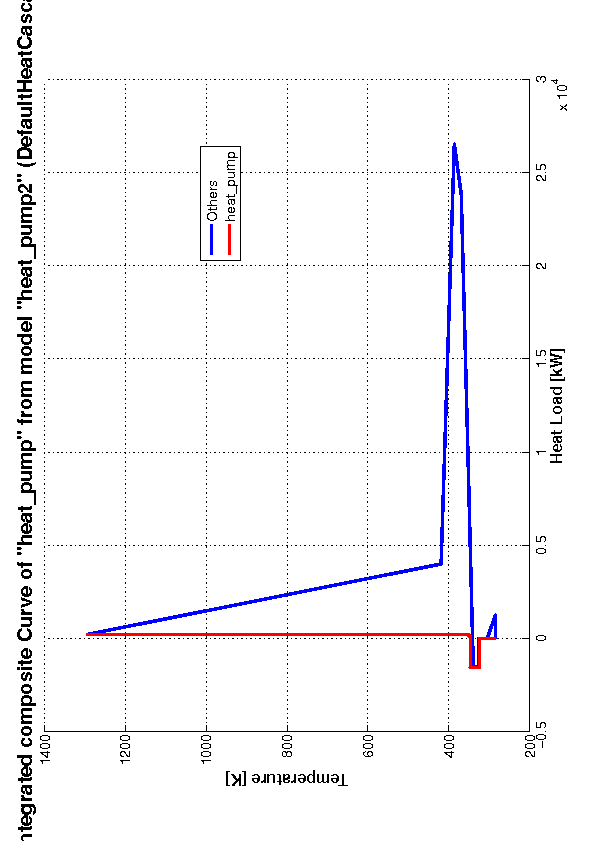 ntegrated composite Curve of "heat_pump" from model "heat_pump2" (DefaultHeatCasca
1400
1200
1000
800
600
400
200
Temperature [K]
Others
heat_pump
-0.5
0
0.5
1
1.5
2
2.5
3
x 10^4
Heat Load [kW]